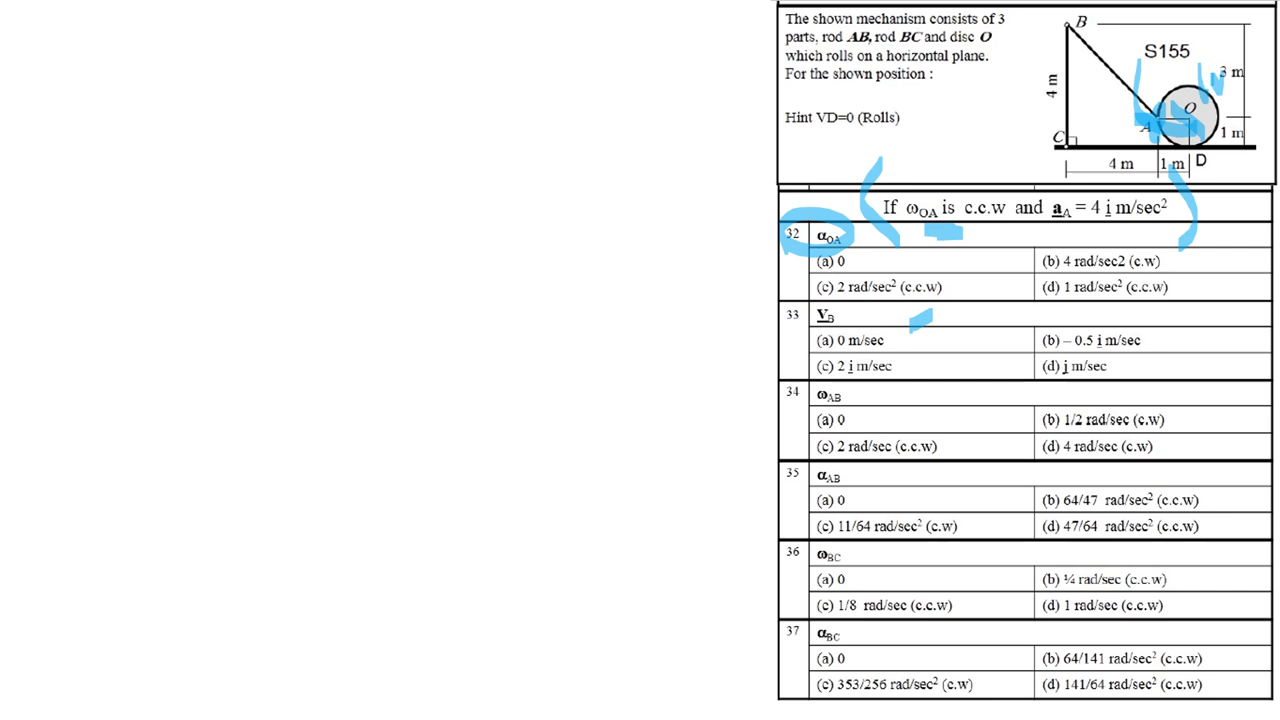 The shown mechanism consists of 3
parts, rod AB, rod BC and disc O
which rolls on a horizontal plane.
For the shown position :
Hint VD=0 (Rolls)
B
S155
4 m
3 m
O
A
1 m
C
4 m
1 m
D
If ωOA is c.c.w and aA = 4 i m/sec²
32 αOA
(a) 0
(b) 4 rad/sec2 (c.w)
(c) 2 rad/sec² (c.c.w)
(d) 1 rad/sec² (c.c.w)
33 VB
(a) 0 m/sec
(b) – 0.5 i m/sec
(c) 2 i m/sec
(d) j m/sec
34 ωAB
(a) 0
(b) 1/2 rad/sec (c.w)
(c) 2 rad/sec (c.c.w)
(d) 4 rad/sec (c.w)
35 αAB
(a) 0
(b) 64/47 rad/sec² (c.c.w)
(c) 11/64 rad/sec² (c.w)
(d) 47/64 rad/sec² (c.c.w)
36 ωBC
(a) 0
(b) ¼ rad/sec (c.c.w)
(c) 1/8 rad/sec (c.c.w)
(d) 1 rad/sec (c.c.w)
37 αBC
(a) 0
(b) 64/141 rad/sec² (c.c.w)
(c) 353/256 rad/sec² (c.w)
(d) 141/64 rad/sec² (c.c.w)